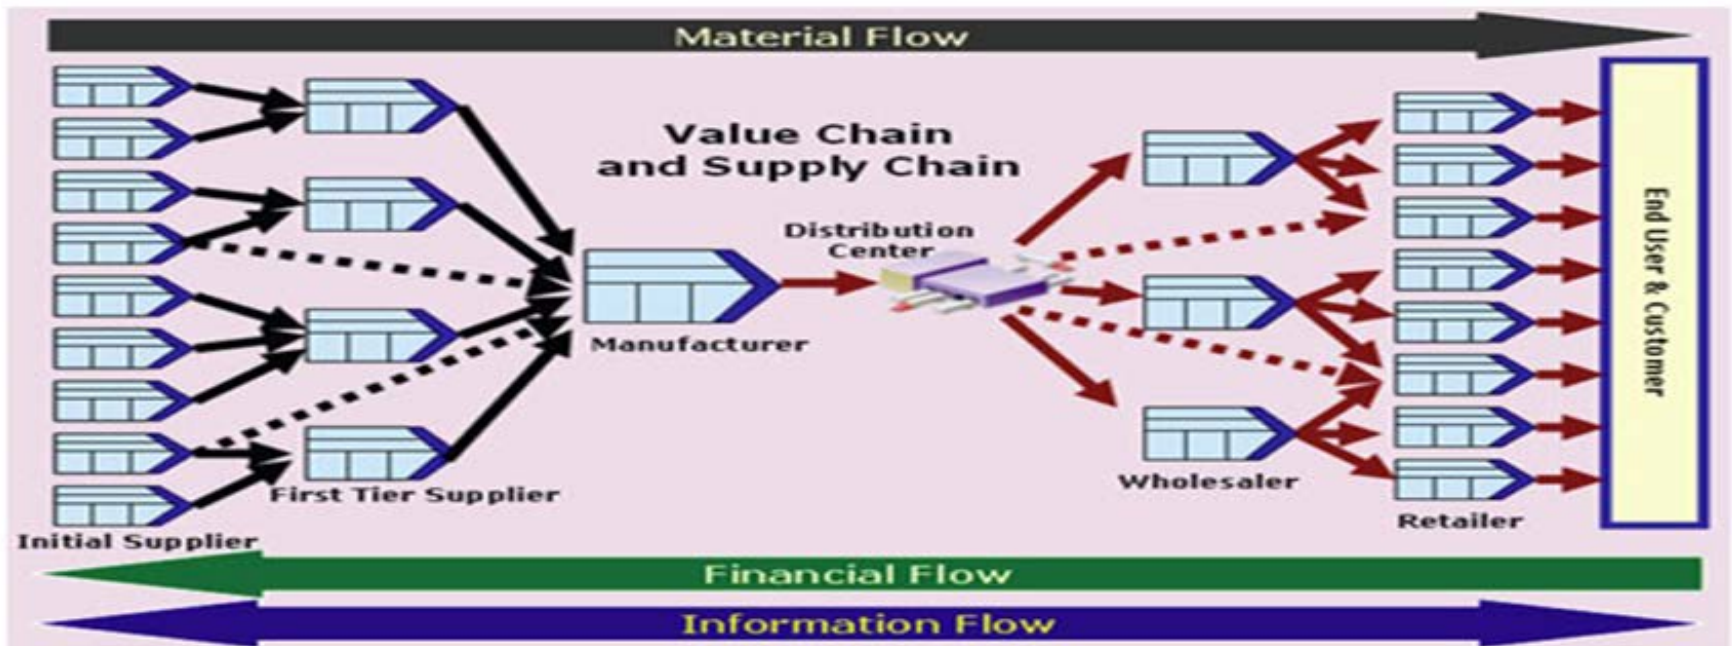 Material Flow
Value Chain
and Supply Chain
Distribution
Center
Manufacturer
First Tier Supplier
Initial Supplier
Wholesaler
Retailer
End User & Customer
Financial Flow
Information Flow